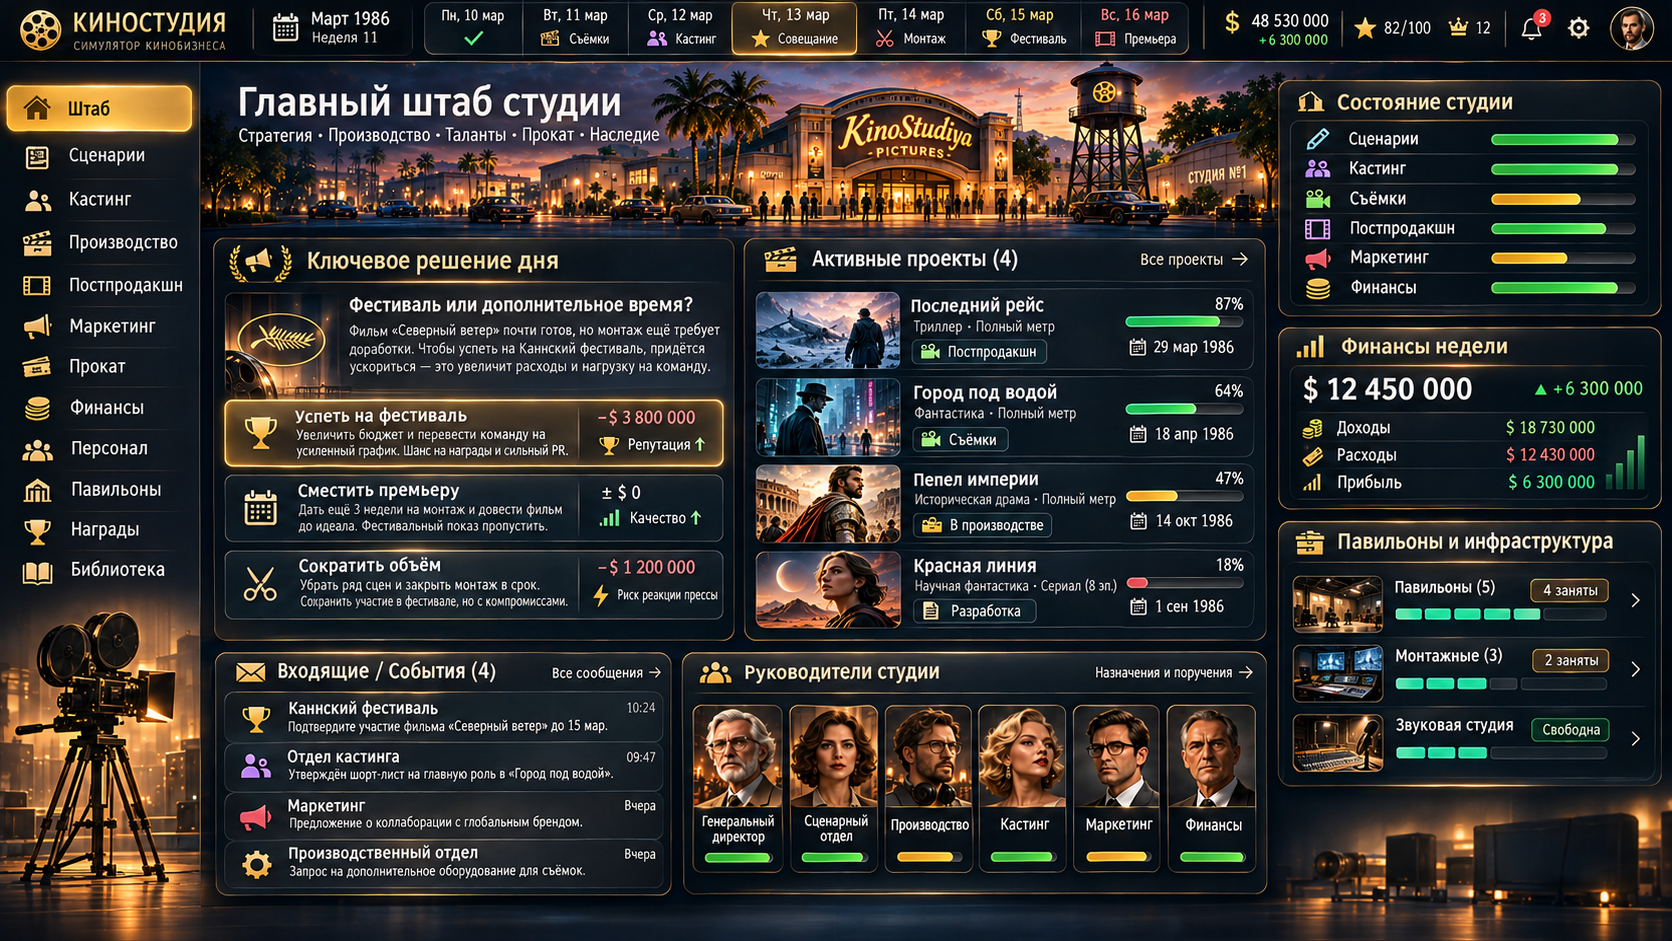 КИНОСТУДИЯ
СИМУЛЯТОР КИНОБИЗНЕСА
Март 1986
Неделя 11
Пн, 10 мар
Вт, 11 мар
Съёмки
Ср, 12 мар
Кастинг
Чт, 13 мар
Совещание
Пт, 14 мар
Монтаж
Сб, 15 мар
Фестиваль
Вс, 16 мар
Премьера
$ 48 530 000
+6 300 000
82/100
12
3
Штаб
Сценарии
Кастинг
Производство
Постпродакшн
Маркетинг
Прокат
Финансы
Персонал
Павильоны
Награды
Библиотека
Главный штаб студии
Стратегия • Производство • Таланты • Прокат • Наследие
KinoStudiya
PICTURES
СТУДИЯ №1
Ключевое решение дня
Фестиваль или дополнительное время?
Фильм «Северный ветер» почти готов, но монтаж ещё требует
доработки. Чтобы успеть на Каннский фестиваль, придётся
ускориться — это увеличит расходы и нагрузку на команду.
Успеть на фестиваль
Увеличить бюджет и перевести команду на
усиленный график. Шанс на награды и сильный PR.
−$ 3 800 000
Репутация ↑
Сместить премьеру
Дать ещё 3 недели на монтаж и довести фильм
до идеала. Фестивальный показ пропустить.
± $ 0
Качество ↑
Сократить объём
Убрать ряд сцен и закрыть монтаж в срок.
Сохранить участие в фестивале, но с компромиссами.
−$ 1 200 000
Риск реакции прессы
Активные проекты (4)
Все проекты →
Последний рейс
Триллер • Полный метр
Постпродакшн
87%
29 мар 1986
Город под водой
Фантастика • Полный метр
Съёмки
64%
18 апр 1986
Пепел империи
Историческая драма • Полный метр
В производстве
47%
14 окт 1986
Красная линия
Научная фантастика • Сериал (8 эп.)
Разработка
18%
1 сен 1986
Входящие / События (4)
Все сообщения →
Каннский фестиваль
10:24
Подтвердите участие фильма «Северный ветер» до 15 мар.
Отдел кастинга
09:47
Утверждён шорт-лист на главную роль в «Город под водой».
Маркетинг
Вчера
Предложение о коллаборации с глобальным брендом.
Производственный отдел
Вчера
Запрос на дополнительное оборудование для съёмок.
Руководители студии
Назначения и поручения →
Генеральный
директор
Сценарный
отдел
Производство
Кастинг
Маркетинг
Финансы
Состояние студии
Сценарии
Кастинг
Съёмки
Постпродакшн
Маркетинг
Финансы
Финансы недели
$ 12 450 000
▲ +6 300 000
Доходы
$ 18 730 000
Расходы
$ 12 430 000
Прибыль
$ 6 300 000
Павильоны и инфраструктура
Павильоны (5)
4 заняты
Монтажные (3)
2 заняты
Звуковая студия
Свободна